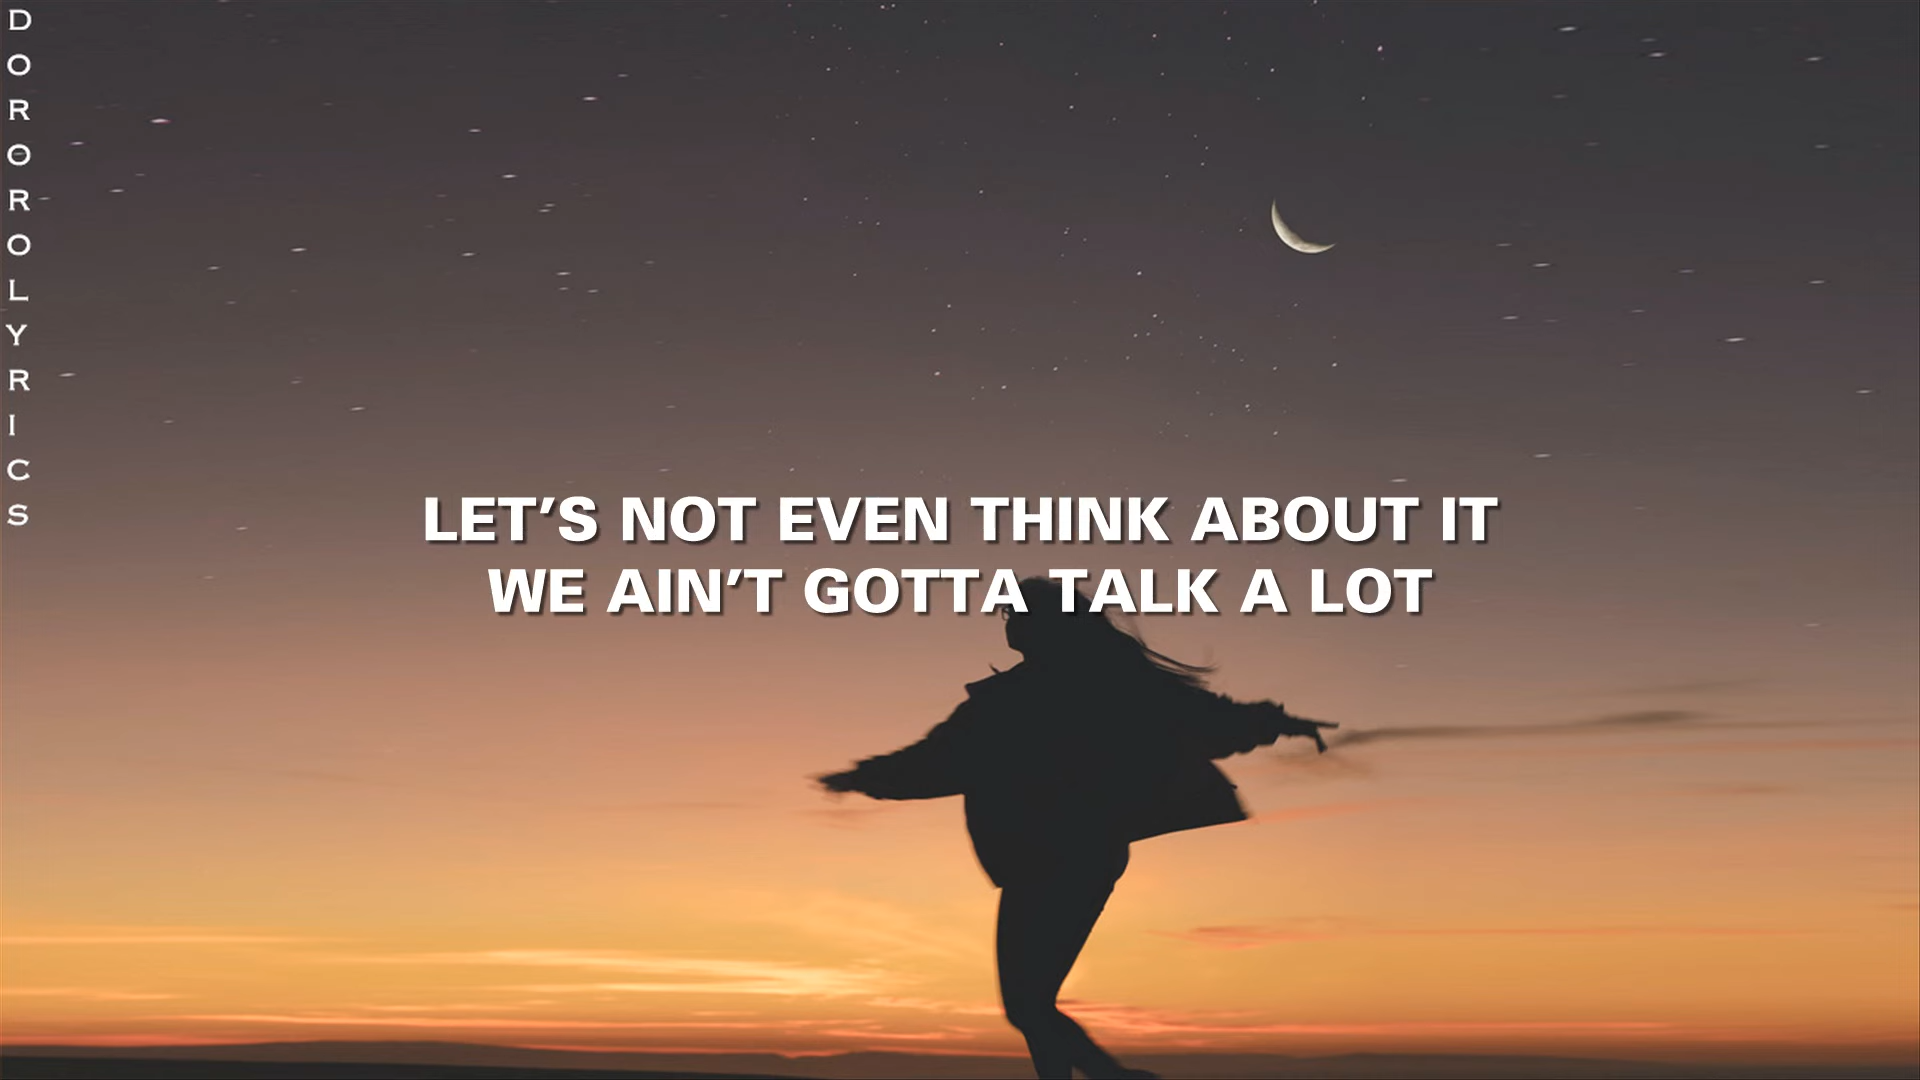 DOROROLYRICS
LET’S NOT EVEN THINK ABOUT IT
WE AIN’T GOTTA TALK A LOT